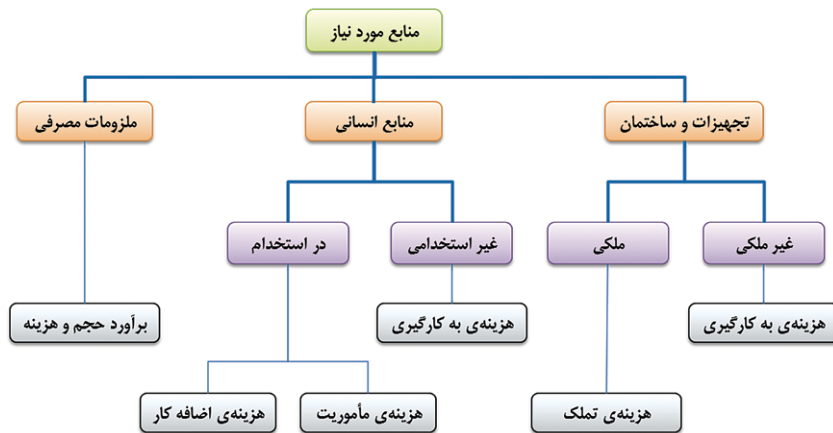 منابع مورد نیاز
تجهیزات و ساختمان
منابع انسانی
ملزومات مصرفی
غیر ملکی
ملکی
غیر استخدامی
در استخدام
هزینه‌ی به کارگیری
هزینه‌ی به کارگیری
برآورد حجم و هزینه
هزینه‌ی تملک
هزینه‌ی مأموریت
هزینه‌ی اضافه کار